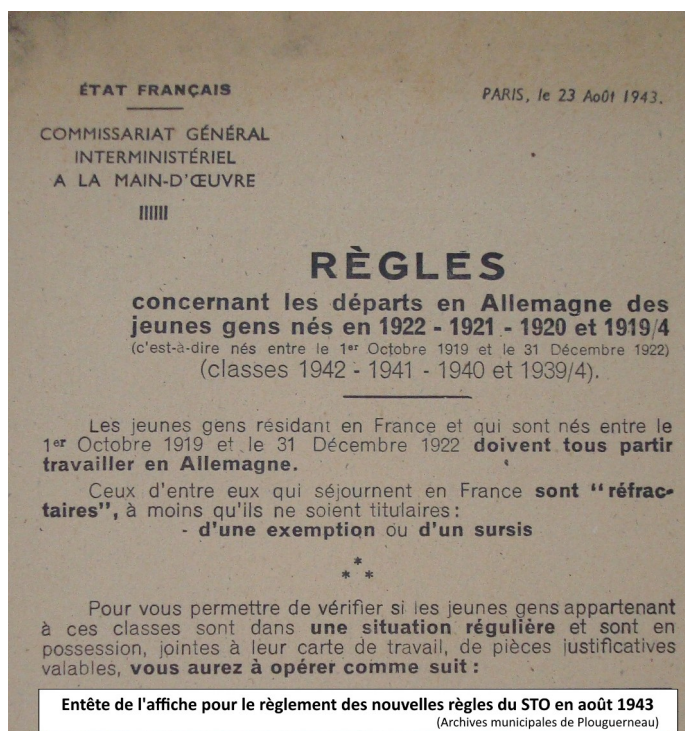 ÉTAT FRANÇAIS
PARIS, le 23 Août 1943.
COMMISSARIAT GÉNÉRAL
INTERMINISTÉRIEL
A LA MAIN-D'ŒUVRE
RÈGLES
concernant les départs en Allemagne des
jeunes gens nés en 1922 - 1921 - 1920 et 1919/4
(c'est-à-dire nés entre le 1er Octobre 1919 et le 31 Décembre 1922)
(classes 1942 - 1941 - 1940 et 1939/4).
Les jeunes gens résidant en France et qui sont nés entre le
1er Octobre 1919 et le 31 Décembre 1922 doivent tous partir
travailler en Allemagne.
Ceux d'entre eux qui séjournent en France sont "réfrac-
taires", à moins qu'ils ne soient titulaires :
- d'une exemption ou d'un sursis
*
* *
Pour vous permettre de vérifier si les jeunes gens appartenant
à ces classes sont dans une situation régulière et sont en
possession, jointes à leur carte de travail, de pièces justificatives
valables, vous aurez à opérer comme suit :
Entête de l'affiche pour le règlement des nouvelles règles du STO en août 1943
(Archives municipales de Plouguerneau)